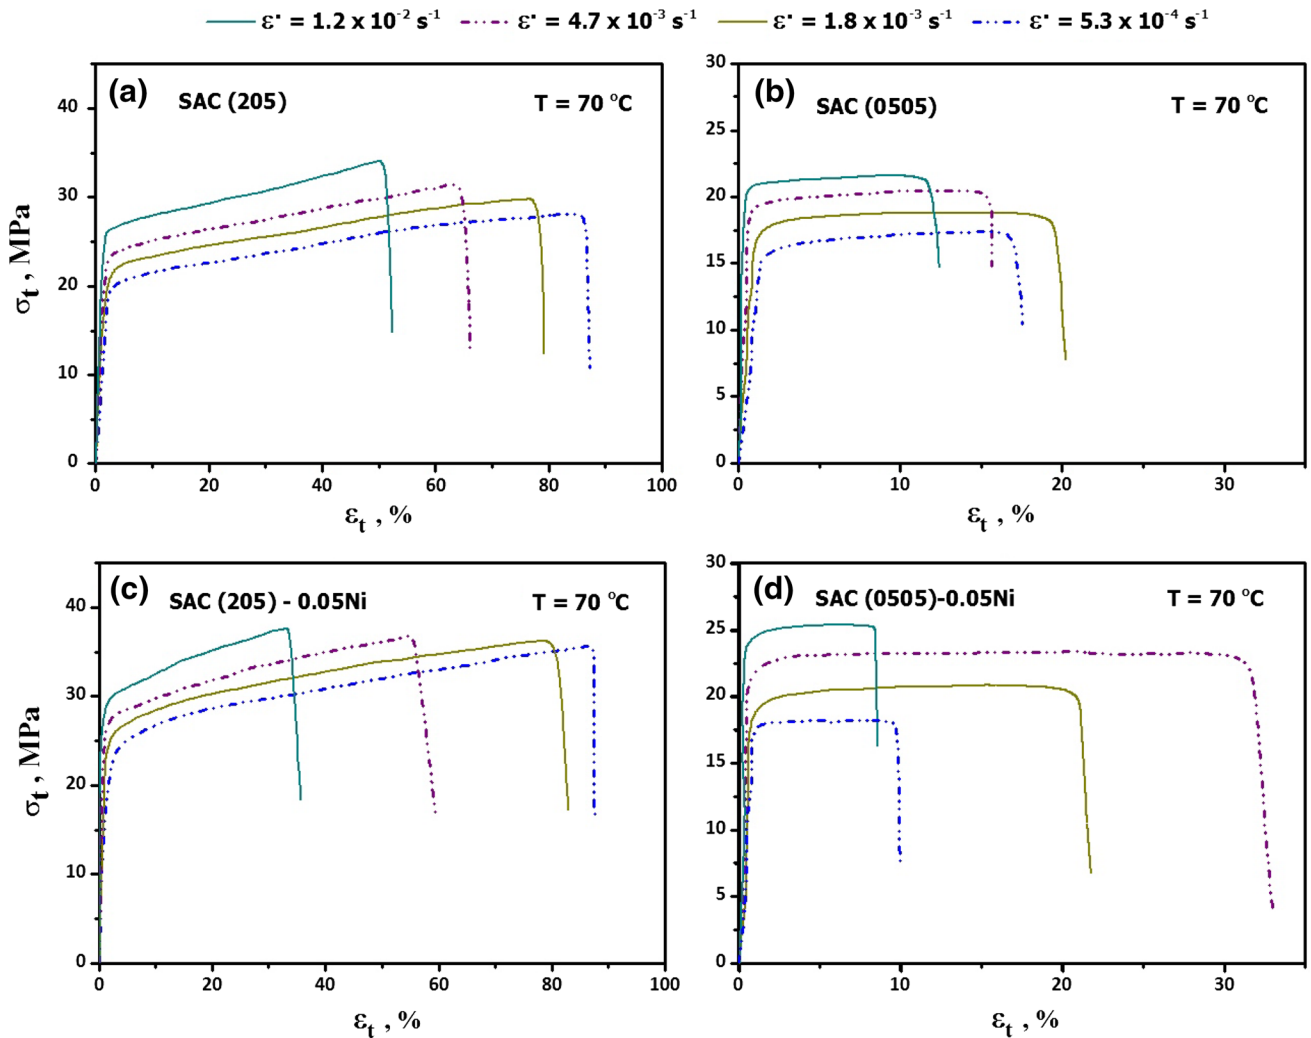 ε˙ = 1.2 x 10⁻² s⁻¹ ε˙ = 4.7 x 10⁻³ s⁻¹ ε˙ = 1.8 x 10⁻³ s⁻¹ ε˙ = 5.3 x 10⁻⁴ s⁻¹
(a) SAC (205) T = 70 °C
40
30
20
10
0
σt , MPa
0 20 40 60 80 100
εt , %
(b) SAC (0505) T = 70 °C
30
25
20
15
10
5
0
0 10 20 30
εt , %
(c) SAC (205) - 0.05Ni T = 70 °C
40
30
20
10
0
σt , MPa
0 20 40 60 80 100
εt , %
(d) SAC (0505)-0.05Ni T = 70 °C
30
25
20
15
10
5
0
0 10 20 30
εt , %